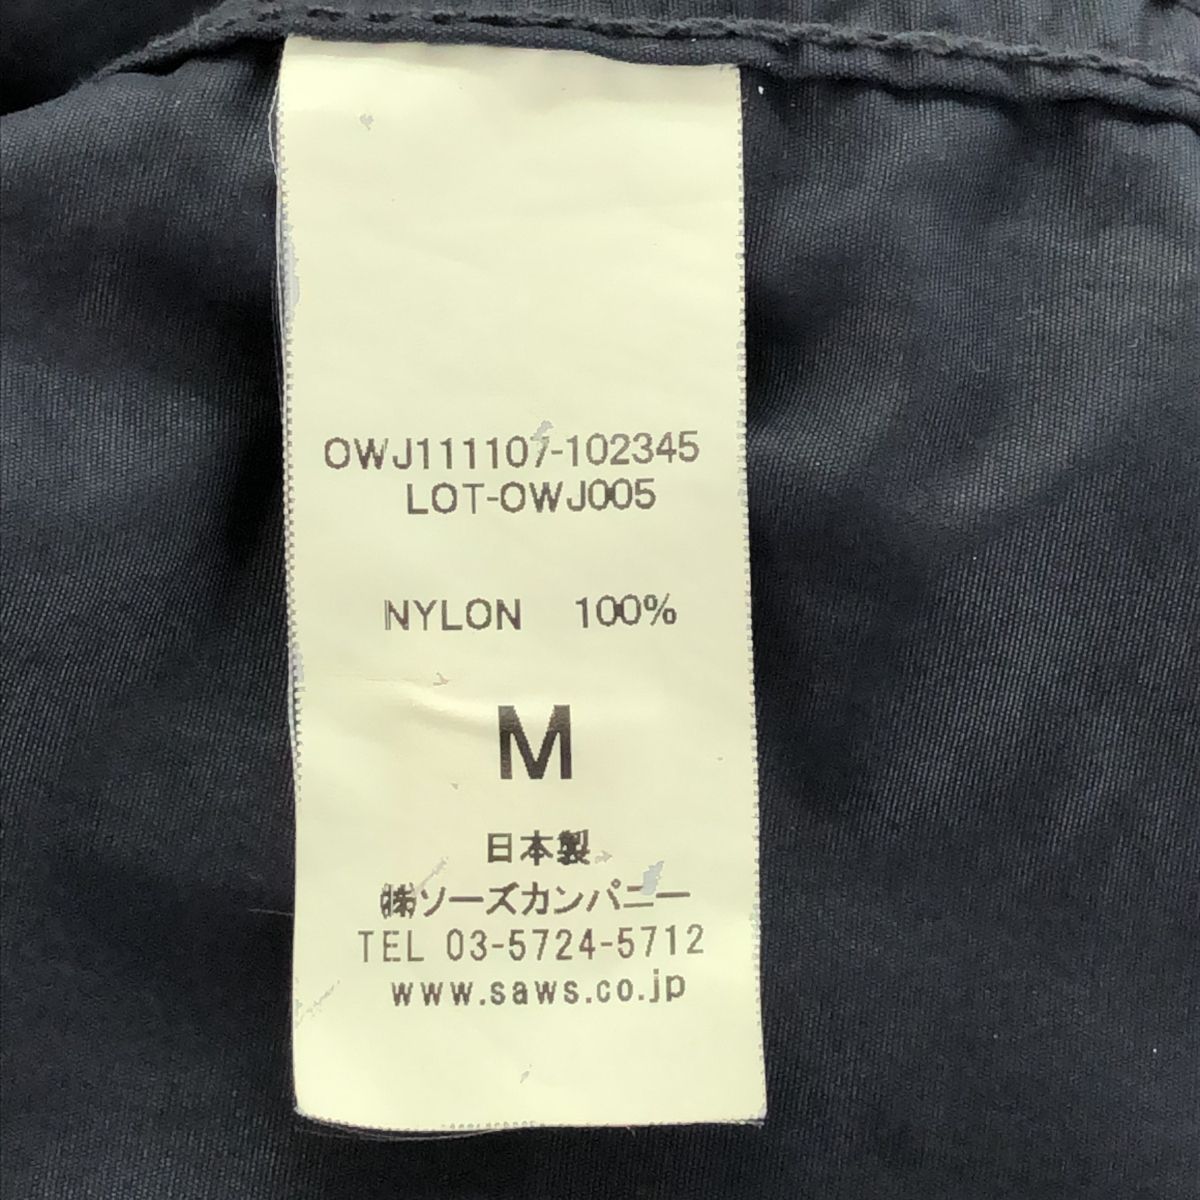 OWJ111107-102345
LOT-OWJ005
NYLON 100%
M
日本製
㈱ソーズカンパニー
TEL 03-5724-5712
www.saws.co.jp